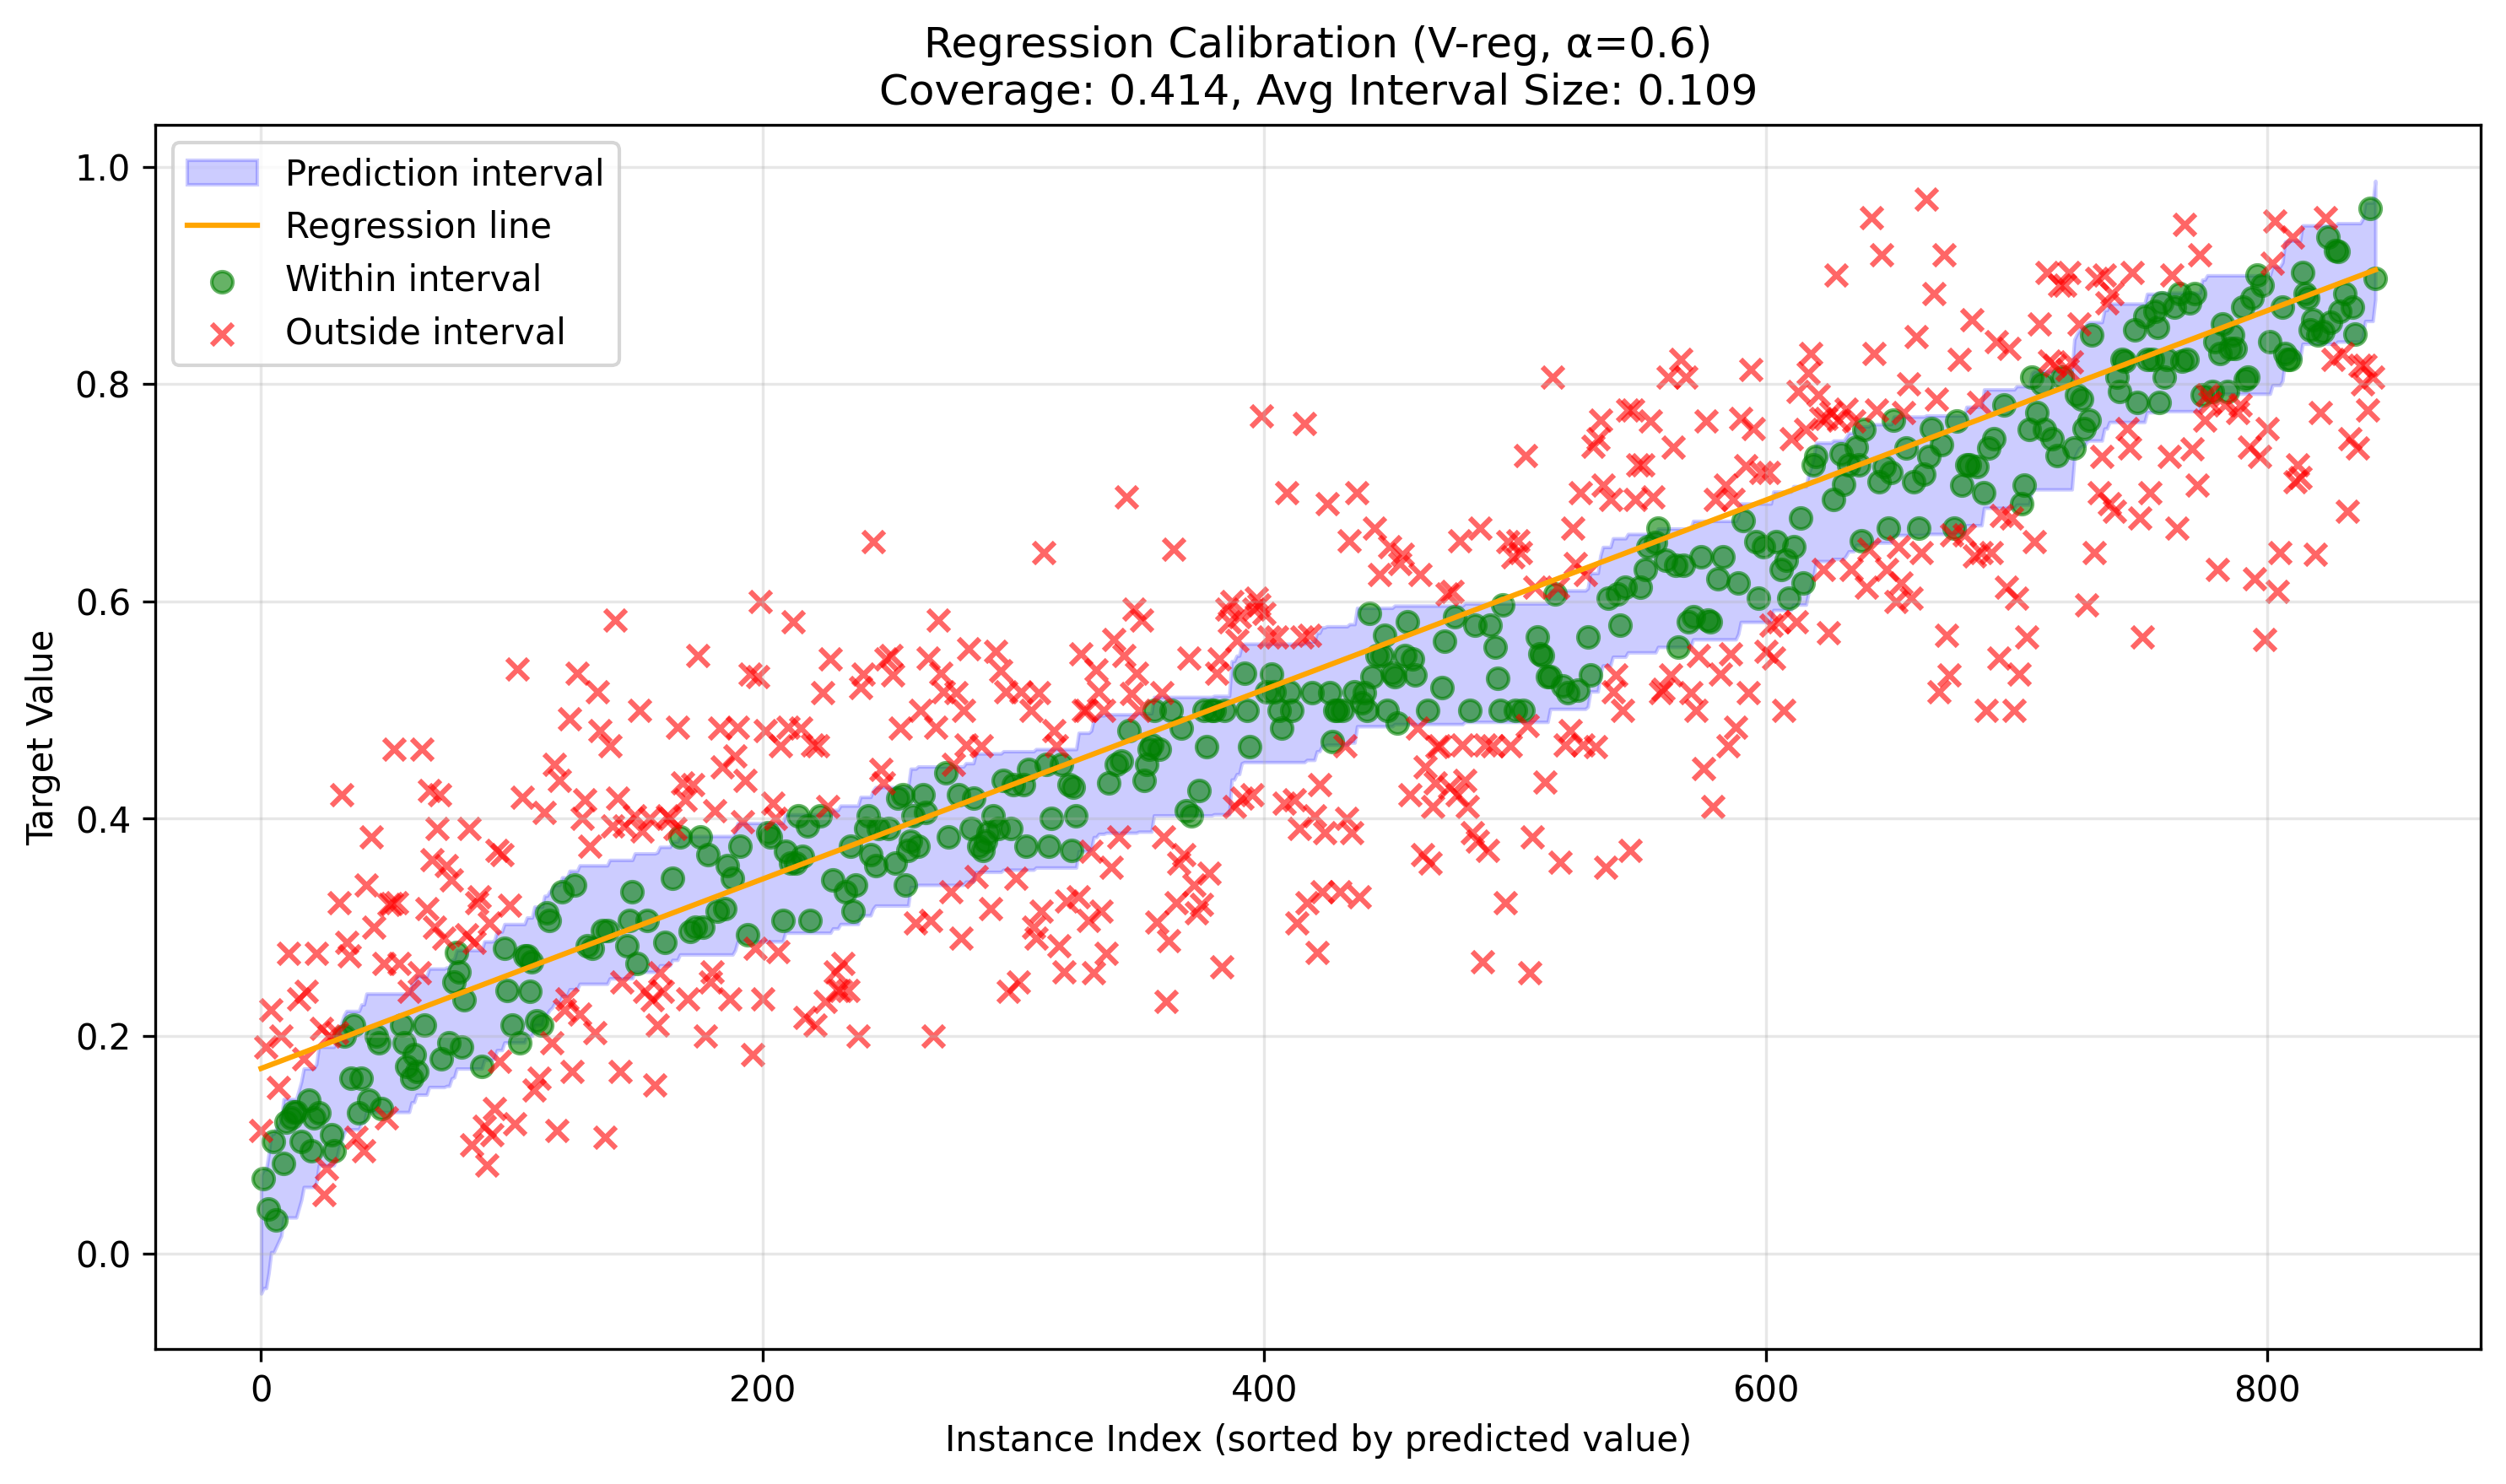 Regression Calibration (V-reg, α=0.6)
Coverage: 0.414, Avg Interval Size: 0.109
Prediction interval
Regression line
Within interval
Outside interval
1.0
0.8
0.6
0.4
0.2
0.0
Target Value
0 200 400 600 800
Instance Index (sorted by predicted value)